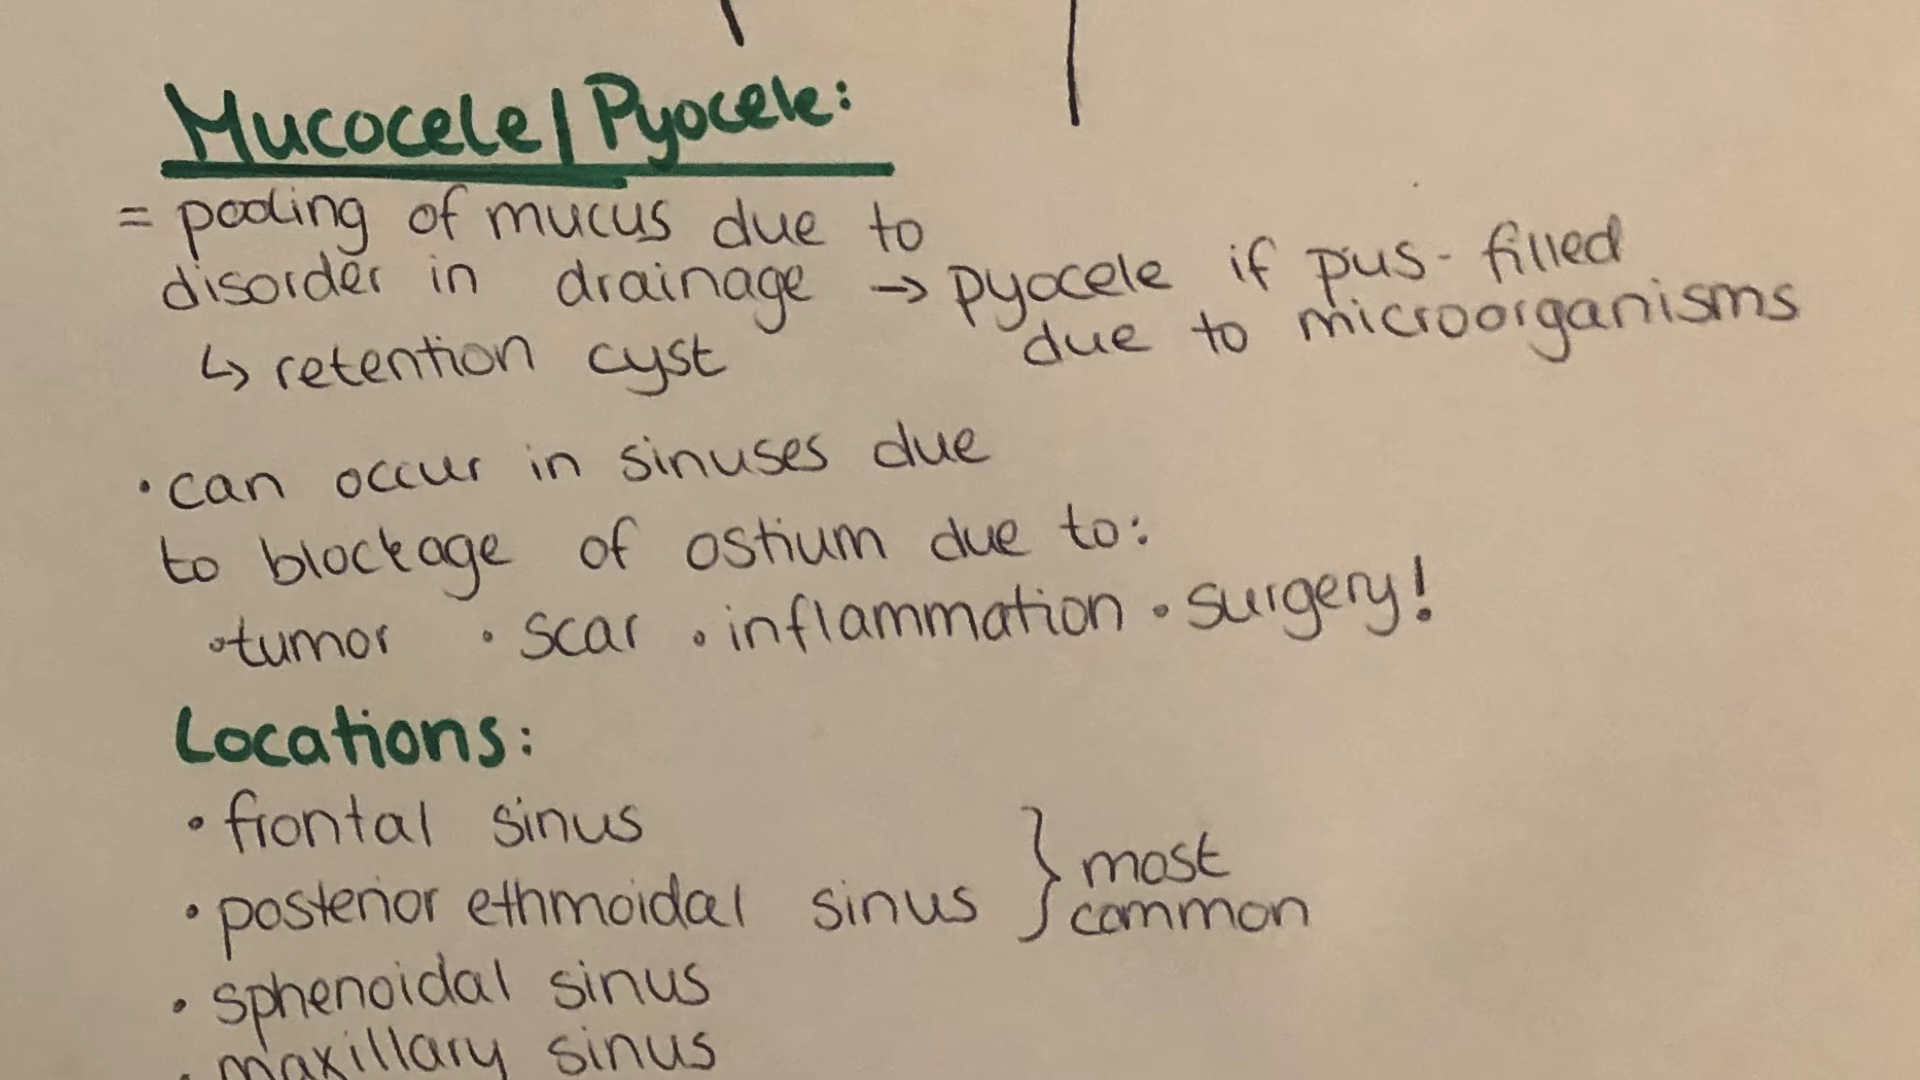 Mucocele/Pyocele:
= pooling of mucus due to
disorder in drainage → pyocele if pus-filled
due to microorganisms
↳ retention cyst
• can occur in sinuses due
to blockage of ostium due to:
• tumor • scar • inflammation • surgery!
Locations:
• frontal sinus
• posterior ethmoidal sinus } most
common
• sphenoidal sinus
• maxillary sinus